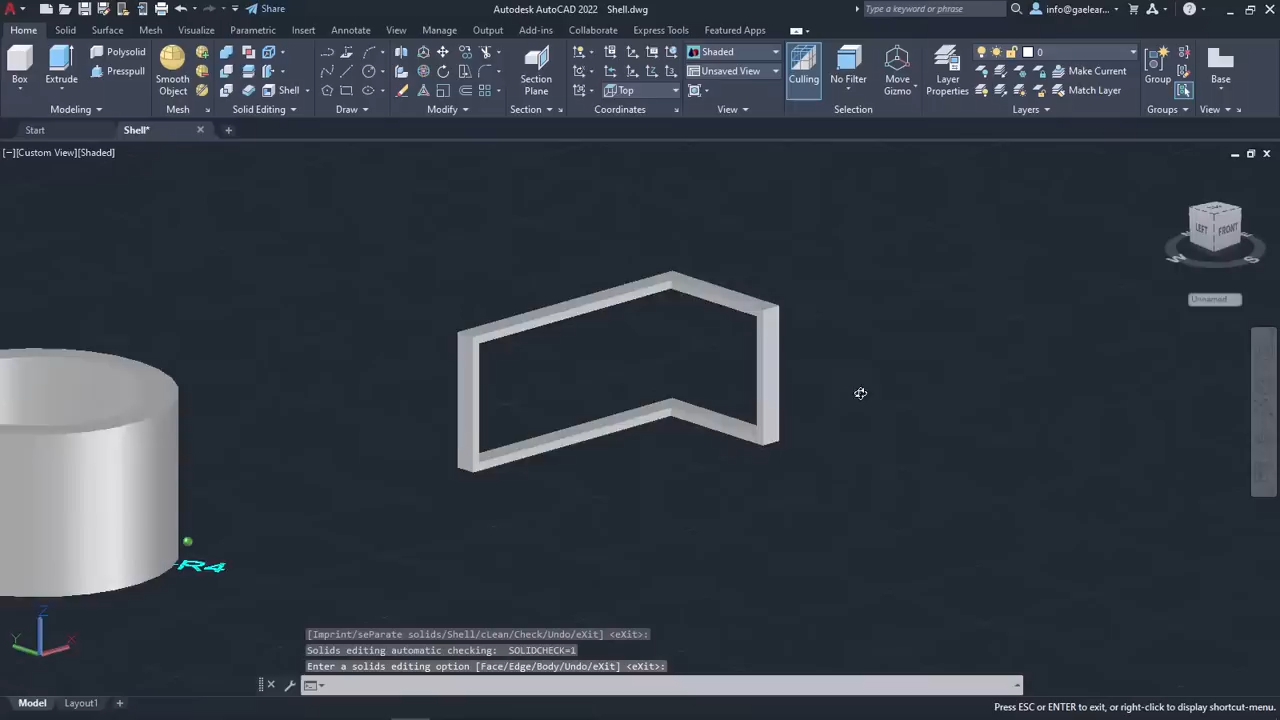 Share
Autodesk AutoCAD 2022 Shell.dwg
Type a keyword or phrase
info@gaelear...
Home Solid Surface Mesh Visualize Parametric Insert Annotate View Manage Output Add-ins Collaborate Express Tools Featured Apps
Polysolid
Presspull
Box
Extrude
Smooth Object
Shell
Section Plane
Top
Shaded
Unsaved View
Culling
No Filter
Move Gizmo
Layer Properties
0
Make Current
Match Layer
Group
Base
Modeling
Mesh
Solid Editing
Draw
Modify
Section
Coordinates
View
Selection
Layers
Groups
View
Start
Shell*
[−][Custom View][Shaded]
LEFT
FRONT
W
S
Unnamed
R4
Z
Y
X
[Imprint/seParate solids/Shell/cLean/Check/Undo/eXit] <eXit>:
Solids editing automatic checking: SOLIDCHECK=1
Enter a solids editing option [Face/Edge/Body/Undo/eXit] <eXit>:
Model
Layout1
Press ESC or ENTER to exit, or right-click to display shortcut-menu.